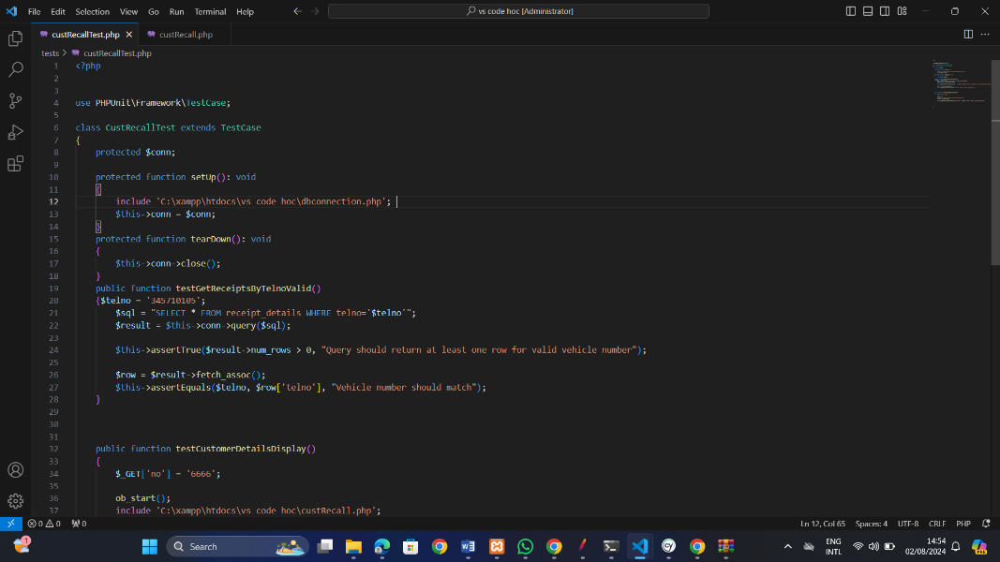 File Edit Selection View Go Run Terminal Help
vs code hoc [Administrator]
custRecallTest.php
custRecall.php
tests > custRecallTest.php
1 <?php
2
3
4 use PHPUnit\Framework\TestCase;
5
6 class CustRecallTest extends TestCase
7 {
8 protected $conn;
9
10 protected function setUp(): void
11 {
12 include 'C:\xampp\htdocs\vs code hoc\dbconnection.php';
13 $this->conn = $conn;
14 }
15 protected function tearDown(): void
16 {
17 $this->conn->close();
18 }
19 public function testGetReceiptsByTelnoValid()
20 {$telno = '345710105';
21 $sql = "SELECT * FROM receipt_details WHERE telno='$telno'";
22 $result = $this->conn->query($sql);
23
24 $this->assertTrue($result->num_rows > 0, "Query should return at least one row for valid vehicle number");
25
26 $row = $result->fetch_assoc();
27 $this->assertEquals($telno, $row['telno'], "Vehicle number should match");
28 }
29
30
31
32 public function testCustomerDetailsDisplay()
33 {
34 $_GET['no'] = '6666';
35
36 ob_start();
37 include 'C:\xampp\htdocs\vs code hoc\custRecall.php';
0 0 0
Ln 12, Col 65 Spaces: 4 UTF-8 CRLF PHP
1
Search
ENG
INTL
14:54
02/08/2024